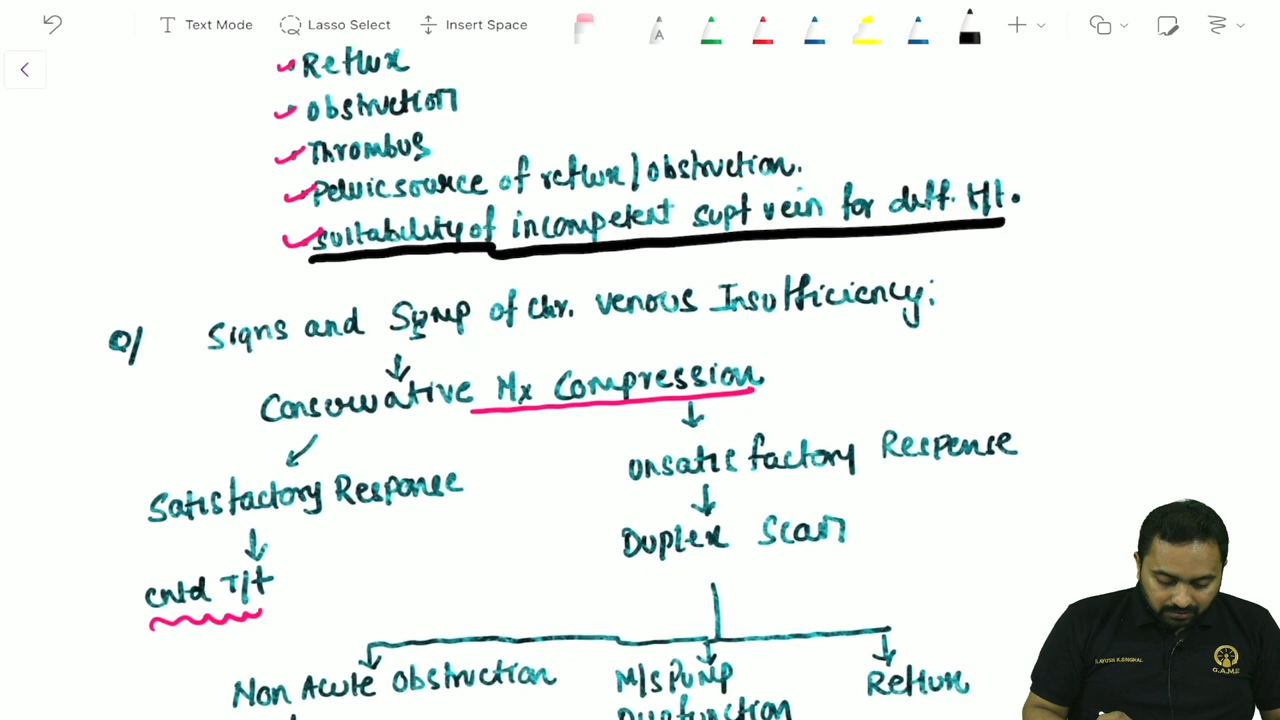 Text Mode Lasso Select Insert Space
A
Reflux
Obstruction
Thrombus
Pelvic source of reflux/obstruction.
Suitability of incompetent supf vein for diff. t/t.
Q/ Signs and Symp of chr. venous Insufficiency:
↓
Conservative Mx Compression
↙ ↓
Satisfactory Response Unsatisfactory Response
↓ ↓
Cntd T/t Duplex Scan
Non Acute Obstruction M/s Pump Reflux
Dysfunction
G.A.M.E